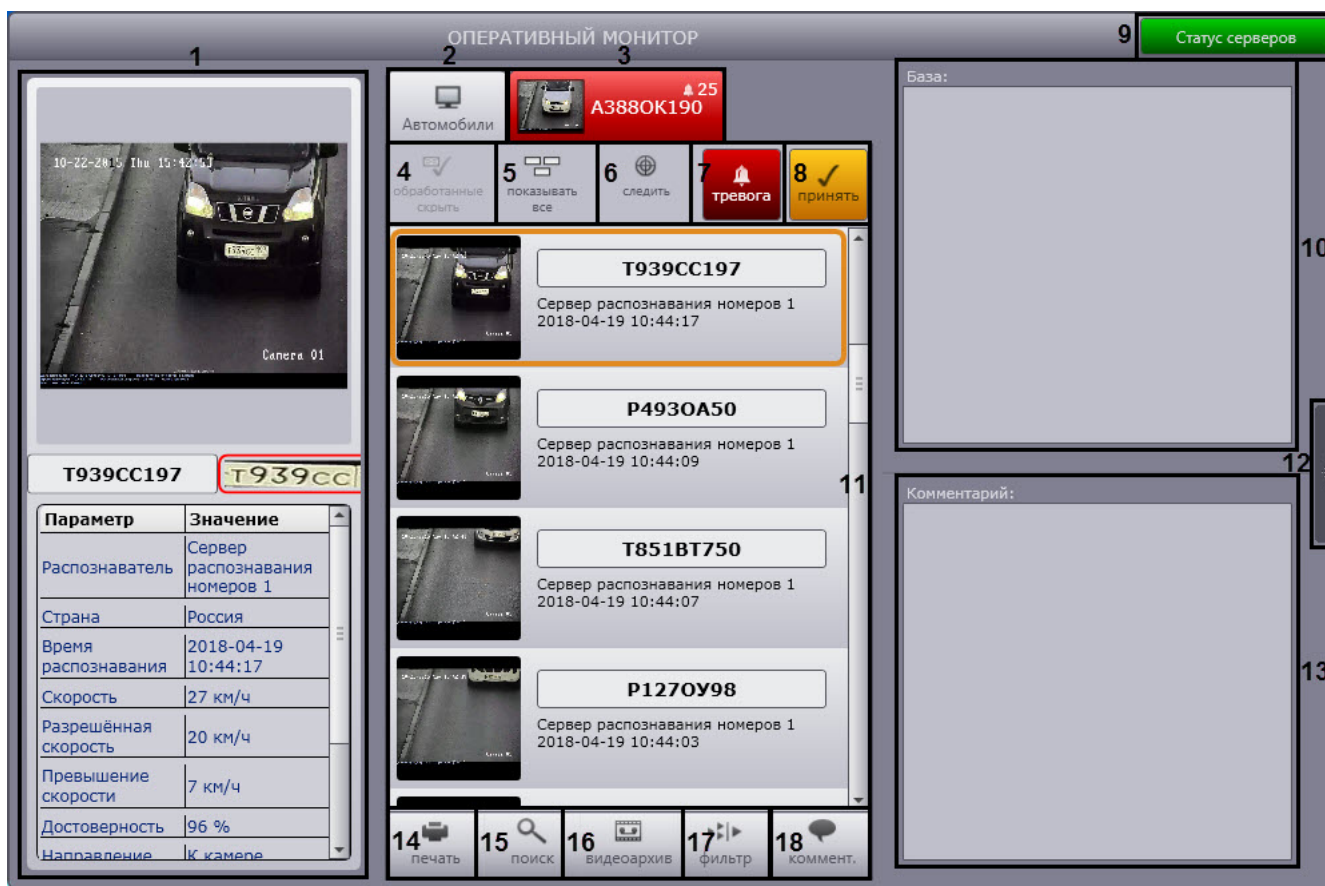 ОПЕРАТИВНЫЙ МОНИТОР
9
Статус серверов
1
2
3
Автомобили
25
А388ОК190
4
обработанные
скрыть
5
показывать
все
6
следить
7
тревога
8
принять
10-22-2015 Thu 15:42:53
Camera 01
Т939СС197
Т939СС
Параметр
Значение
Распознаватель
Сервер
распознавания
номеров 1
Страна
Россия
Время
распознавания
2018-04-19
10:44:17
Скорость
27 км/ч
Разрешённая
скорость
20 км/ч
Превышение
скорости
7 км/ч
Достоверность
96 %
Направление
К камере
Т939СС197
Сервер распознавания номеров 1
2018-04-19 10:44:17
Р493ОА50
Сервер распознавания номеров 1
2018-04-19 10:44:09
11
Т851ВТ750
Сервер распознавания номеров 1
2018-04-19 10:44:07
Р127ОУ98
Сервер распознавания номеров 1
2018-04-19 10:44:03
14
печать
15
поиск
16
видеоархив
17
фильтр
18
коммент.
База:
10
12
Комментарий:
13